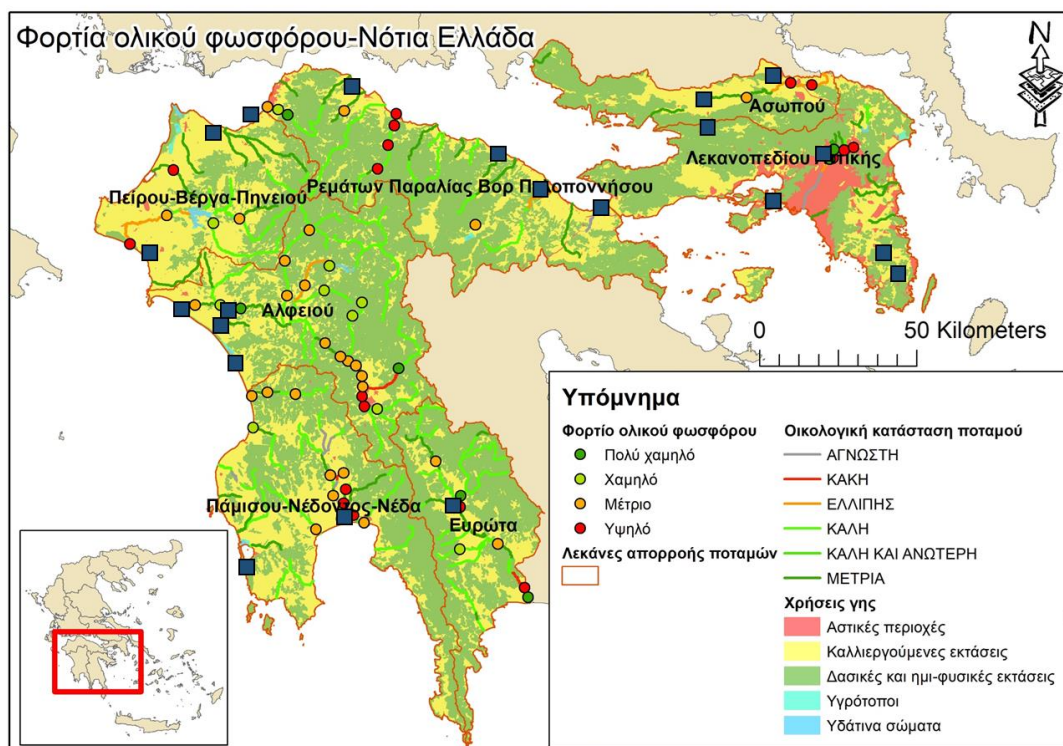 Φορτία ολικού φωσφόρου-Νότια Ελλάδα
N
Ασωπού
Λεκανοπεδίου
Ρεμάτων Παραλίας Βορ Πελοποννήσου
Πείρου-Βέργα-Πηνειού
Αλφειού
0 50 Kilometers
Πάμισου-Νέδοντος-Νέδα
Ευρώτα
Υπόμνημα
Φορτίο ολικού φωσφόρου
Πολύ χαμηλό
Χαμηλό
Μέτριο
Υψηλό
Λεκάνες απορροής ποταμών
Οικολογική κατάσταση ποταμού
ΑΓΝΩΣΤΗ
ΚΑΚΗ
ΕΛΛΙΠΗΣ
ΚΑΛΗ
ΚΑΛΗ ΚΑΙ ΑΝΩΤΕΡΗ
ΜΕΤΡΙΑ
Χρήσεις γης
Αστικές περιοχές
Καλλιεργούμενες εκτάσεις
Δασικές και ημι-φυσικές εκτάσεις
Υγρότοποι
Υδάτινα σώματα